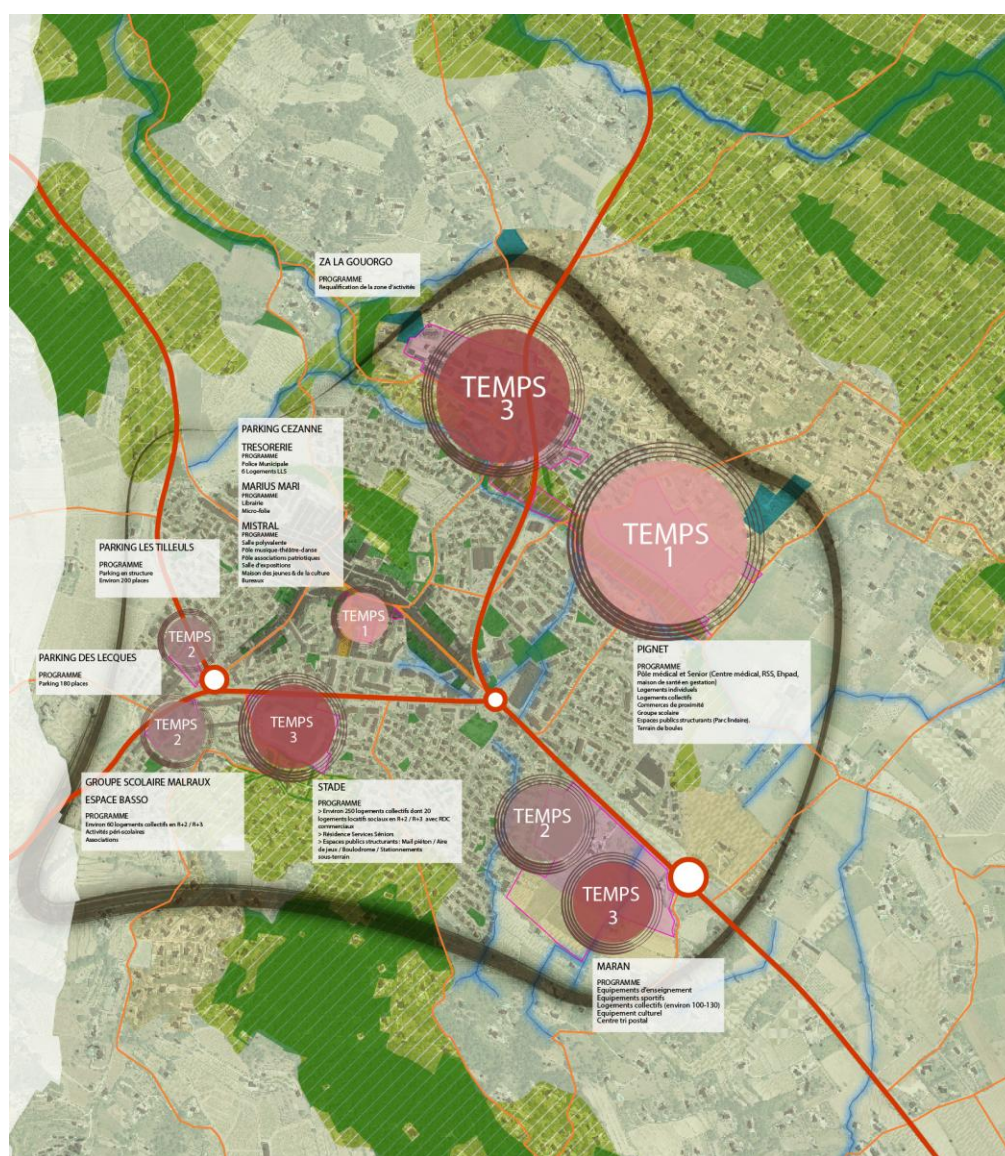 ZA LA GOUORGO
PROGRAMME
Requalification de la zone d'activités
TEMPS
3
PARKING CEZANNE
TRESORERIE
PROGRAMME
Police Municipale
6 Logements LLS
MARIUS MARI
PROGRAMME
Librairie
Micro-folie
MISTRAL
PROGRAMME
Salle polyvalente
Pôle musique-théâtre-danse
Pôle associations patriotiques
Salle d'expositions
Maison des jeunes & de la culture
Bureaux
TEMPS
1
PARKING LES TILLEULS
PROGRAMME
Parking en structure
Environ 200 places
TEMPS
1
TEMPS
2
PARKING DES LECQUES
PROGRAMME
Parking 180 places
PIGNET
PROGRAMME
Pôle médical et Senior (Centre médical, RSS, Ehpad,
maison de santé en gestation)
Logements individuels
Logements collectifs
Commerces de proximité
Groupe scolaire
Espaces publics structurants (Parc linéaire).
Terrain de boules
TEMPS
2
TEMPS
3
GROUPE SCOLAIRE MALRAUX
ESPACE BASSO
PROGRAMME
Environ 60 logements collectifs en R+2 / R+3
Activités péri-scolaires
Associations
STADE
PROGRAMME
> Environ 250 logements collectifs dont 20
logements locatifs sociaux en R+2 / R+3 avec RDC
commerciaux
> Résidence Services Séniors
> Espaces publics structurants : Mail piéton / Aire
de jeux / Boulodrome / Stationnements
sous-terrain
TEMPS
2
TEMPS
3
MARAN
PROGRAMME
Equipements d'enseignement
Equipements sportifs
Logements collectifs (environ 100-130)
Equipement culturel
Centre tri postal